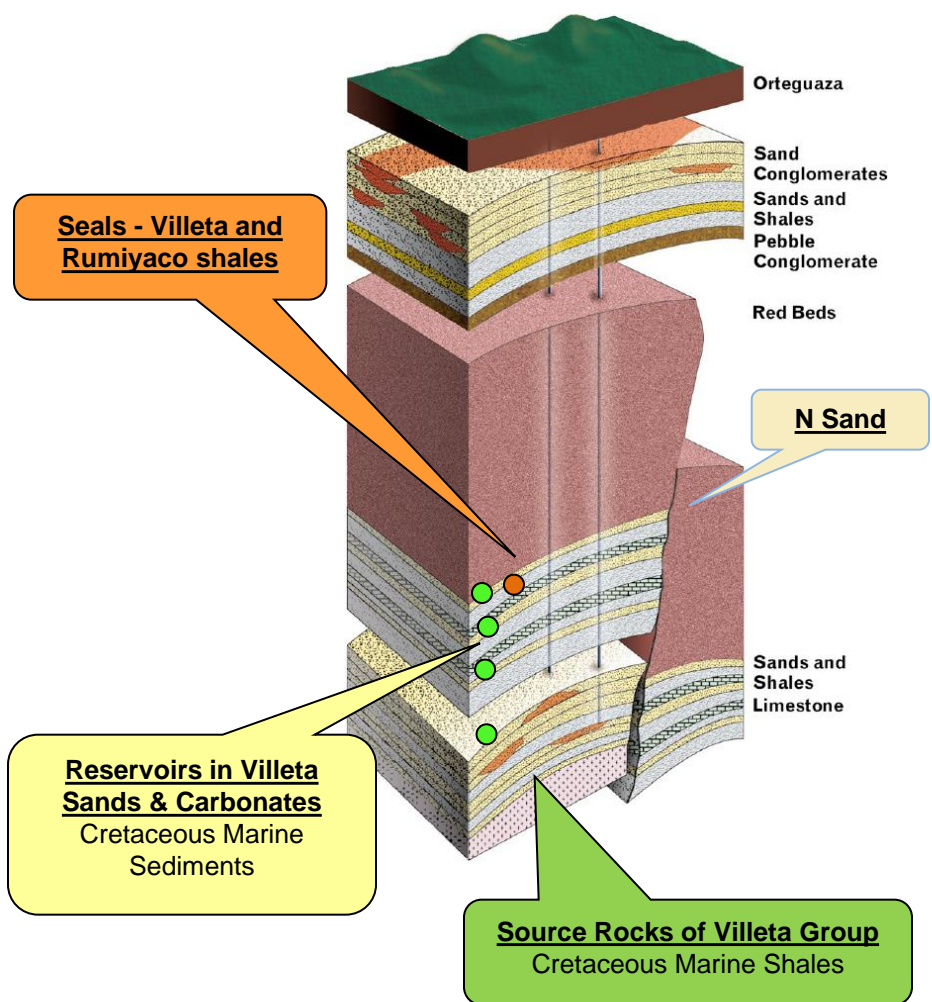 Orteguaza
Sand
Conglomerates
Sands and
Shales
Pebble
Conglomerate
Red Beds
Seals - Villeta and
Rumiyaco shales
N Sand
Sands and
Shales
Limestone
Reservoirs in Villeta
Sands & Carbonates
Cretaceous Marine
Sediments
Source Rocks of Villeta Group
Cretaceous Marine Shales